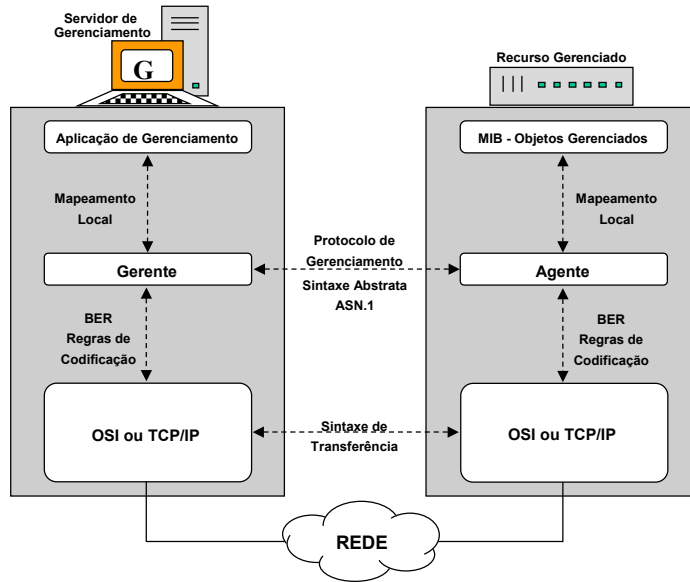 Servidor de
Gerenciamento
G
Recurso Gerenciado
Aplicação de Gerenciamento
MIB - Objetos Gerenciados
Mapeamento
Local
Mapeamento
Local
Protocolo de
Gerenciamento
Gerente
Agente
Sintaxe Abstrata
ASN.1
BER
Regras de
Codificação
BER
Regras de
Codificação
OSI ou TCP/IP
Sintaxe de
Transferência
OSI ou TCP/IP
REDE